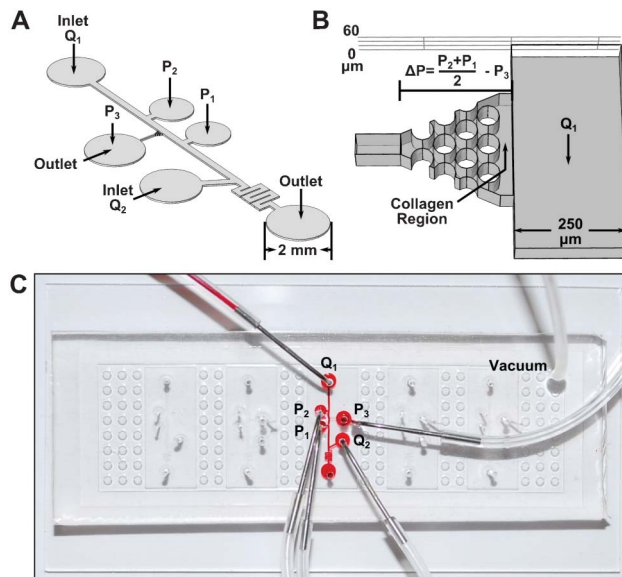 A
Inlet
Q₁
P₂
P₁
P₃
Outlet
Inlet
Q₂
Outlet
2 mm
B
60
0
μm
ΔP= P₂+P₁/2 - P₃
Q₁
Collagen
Region
250
μm
C
Q₁
Vacuum
P₂
P₃
P₁
Q₂